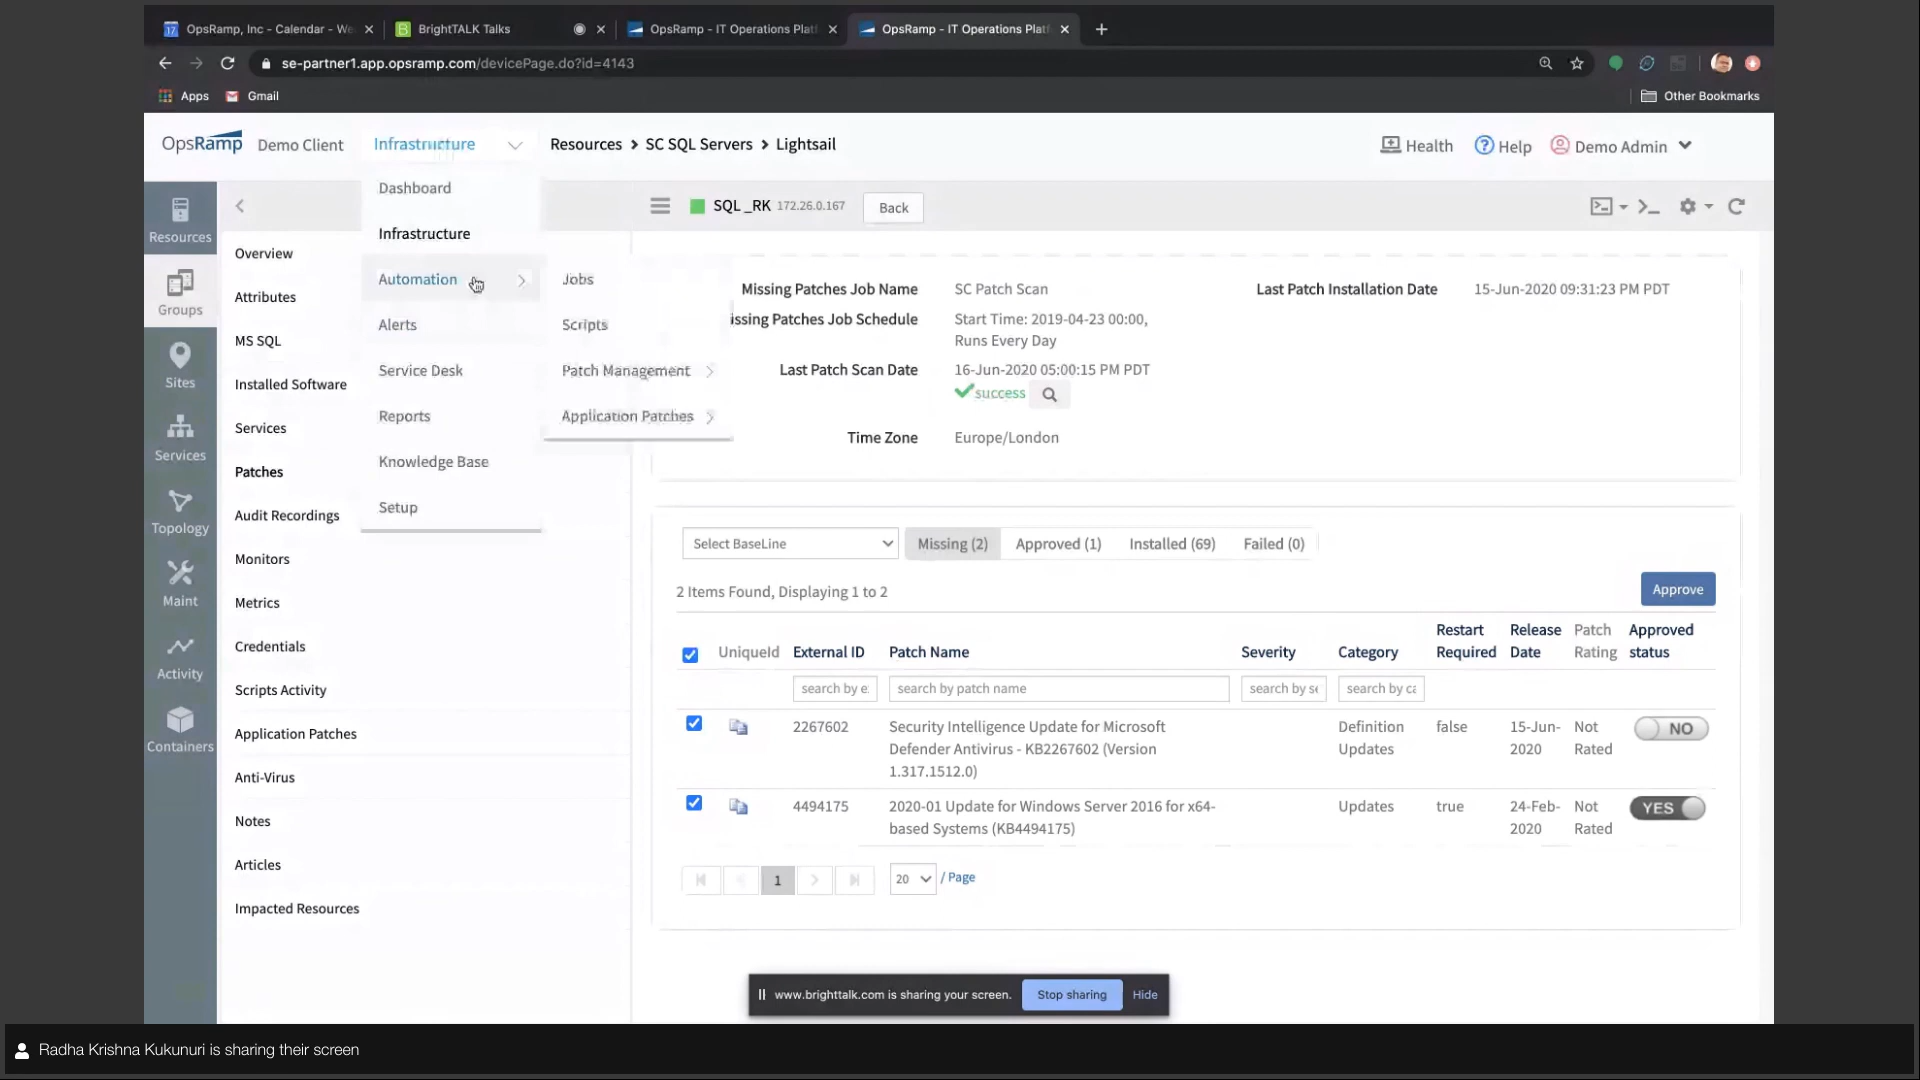 OpsRamp, Inc - Calendar - We
BrightTALK Talks
OpsRamp - IT Operations Platf
OpsRamp - IT Operations Platf
se-partner1.app.opsramp.com/devicePage.do?id=4143
Apps
Gmail
Other Bookmarks
OpsRamp
Demo Client
Infrastructure
Resources > SC SQL Servers > Lightsail
Health
Help
Demo Admin
Resources
Groups
Sites
Services
Topology
Maint
Activity
Containers
Overview
Attributes
MS SQL
Installed Software
Services
Patches
Audit Recordings
Monitors
Metrics
Credentials
Scripts Activity
Application Patches
Anti-Virus
Notes
Articles
Impacted Resources
Dashboard
Infrastructure
Automation
Alerts
Service Desk
Reports
Knowledge Base
Setup
Jobs
Scripts
Patch Management
Application Patches
SQL _RK 172.26.0.167
Back
Missing Patches Job Name
SC Patch Scan
Last Patch Installation Date
15-Jun-2020 09:31:23 PM PDT
issing Patches Job Schedule
Start Time: 2019-04-23 00:00,
Runs Every Day
Last Patch Scan Date
16-Jun-2020 05:00:15 PM PDT
success
Time Zone
Europe/London
Select BaseLine
Missing (2)
Approved (1)
Installed (69)
Failed (0)
2 Items Found, Displaying 1 to 2
Approve
UniqueId
External ID
Patch Name
Severity
Category
Restart
Required
Release
Date
Patch
Rating
Approved
status
search by e
search by patch name
search by se
search by ca
2267602
Security Intelligence Update for Microsoft
Defender Antivirus - KB2267602 (Version
1.317.1512.0)
Definition
Updates
false
15-Jun-
2020
Not
Rated
NO
4494175
2020-01 Update for Windows Server 2016 for x64-
based Systems (KB4494175)
Updates
true
24-Feb-
2020
Not
Rated
YES
1
20
/ Page
www.brighttalk.com is sharing your screen.
Stop sharing
Hide
Radha Krishna Kukunuri is sharing their screen